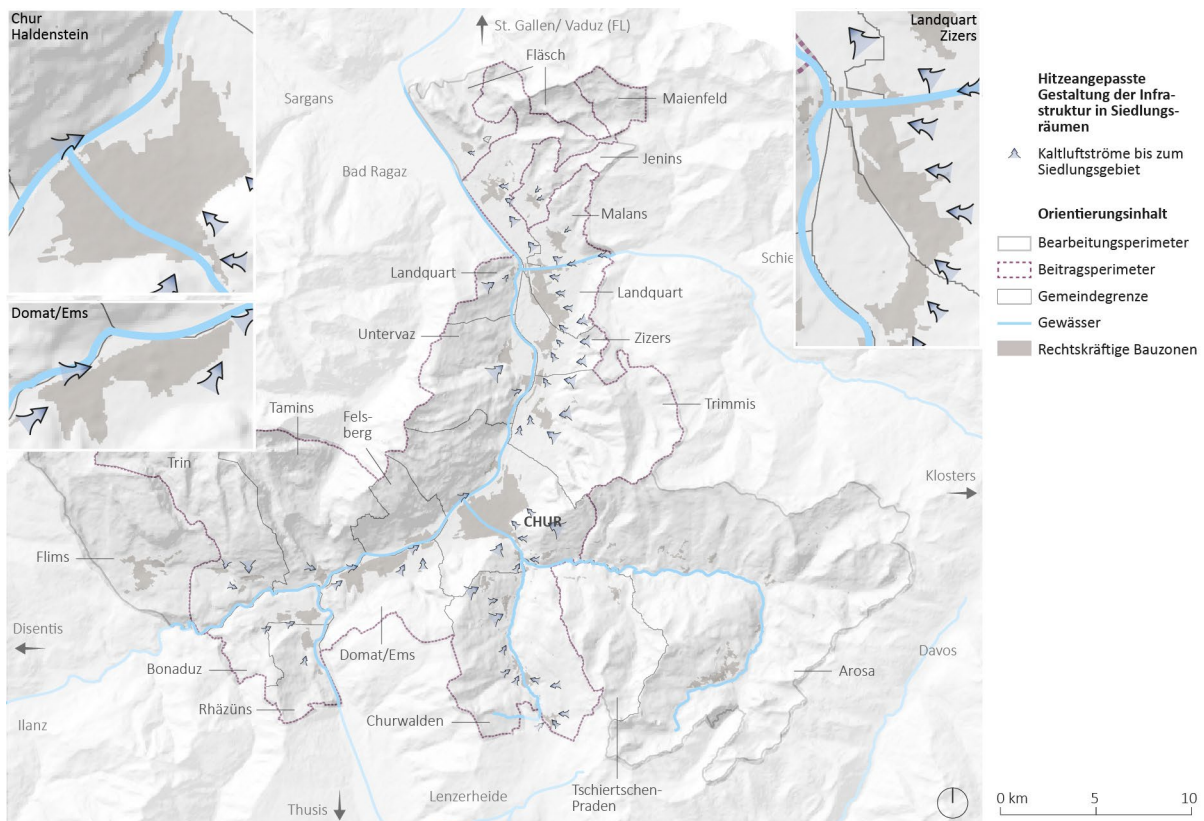 Chur
Haldenstein
St. Gallen/ Vaduz (FL)
Landquart
Zizers
Fläsch
Sargans
Maienfeld
Jenins
Bad Ragaz
Malans
Schie
Landquart
Landquart
Domat/Ems
Untervaz
Zizers
Tamins
Fels-
berg
Trimmis
Trin
Klosters
CHUR
Flims
Disentis
Domat/Ems
Bonaduz
Arosa
Davos
Rhäzüns
Churwalden
Ilanz
Tschiertschen-
Praden
Thusis
Lenzerheide
Hitzeangepasste
Gestaltung der Infra-
struktur in Siedlungs-
räumen
Kaltluftströme bis zum
Siedlungsgebiet
Orientierungsinhalt
Bearbeitungsperimeter
Beitragsperimeter
Gemeindegrenze
Gewässer
Rechtskräftige Bauzonen
0 km 5 10